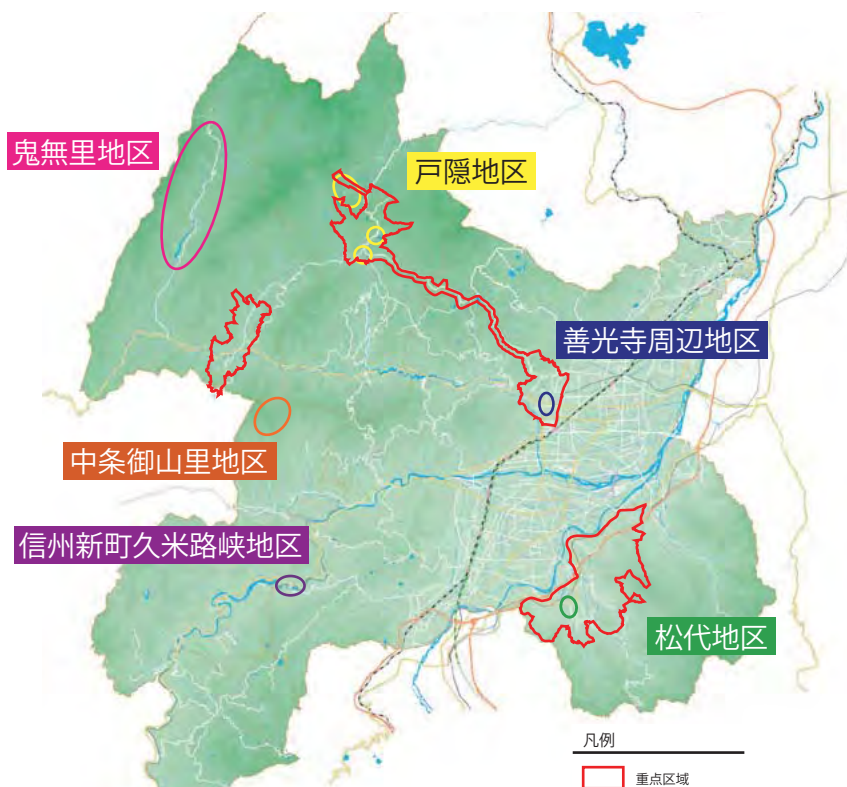 鬼無里地区
戸隠地区
善光寺周辺地区
中条御山里地区
信州新町久米路峡地区
松代地区
凡例
重点区域